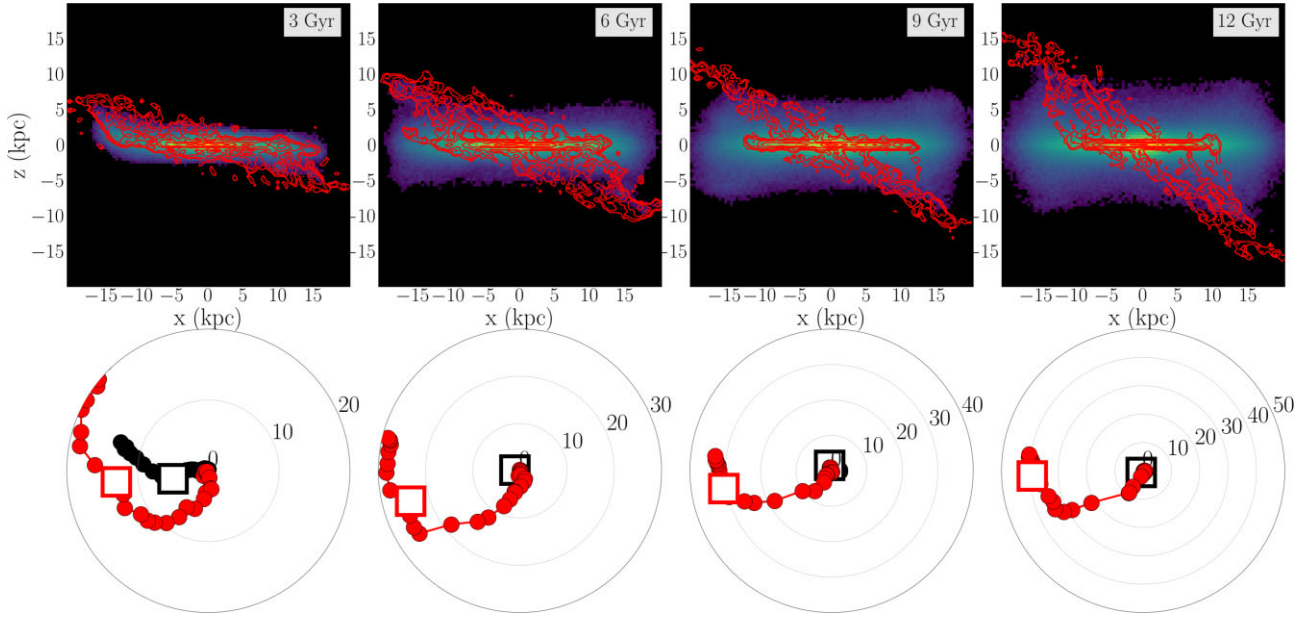 3 Gyr 6 Gyr 9 Gyr 12 Gyr
z (kpc)
15 15 15 15
10 10 10 10
5 5 5 5
0 0 0 0
−5 −5 −5 −5
−10 −10 −10 −10
−15 −15 −15 −15
−15 −10 −5 0 5 10 15 −15 −10 −5 0 5 10 15 −15 −10 −5 0 5 10 15 −15 −10 −5 0 5 10 15
x (kpc) x (kpc) x (kpc) x (kpc)
0 10 20 0 10 20 30 0 10 20 30 40 0 10 20 30 40 50